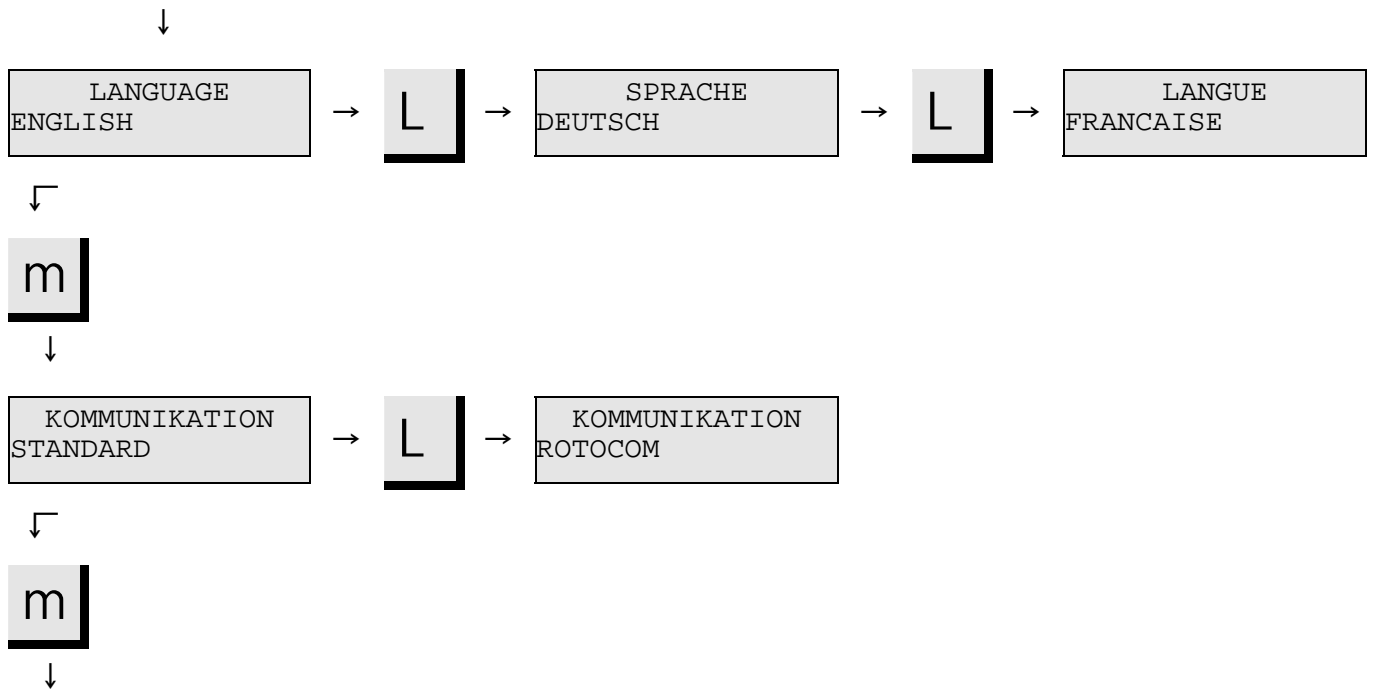 ↓
LANGUAGE
ENGLISH
→ L →
SPRACHE
DEUTSCH
→ L →
LANGUE
FRANCAISE
m
↓
KOMMUNIKATION
STANDARD
→ L →
KOMMUNIKATION
ROTOCOM
m
↓